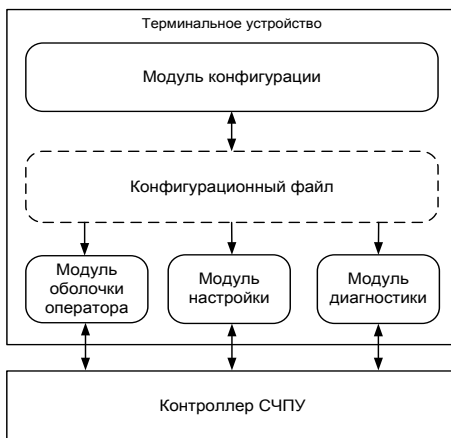 Терминальное устройство
Модуль конфигурации
Конфигурационный файл
Модуль
оболочки
оператора
Модуль
настройки
Модуль
диагностики
Контроллер СЧПУ